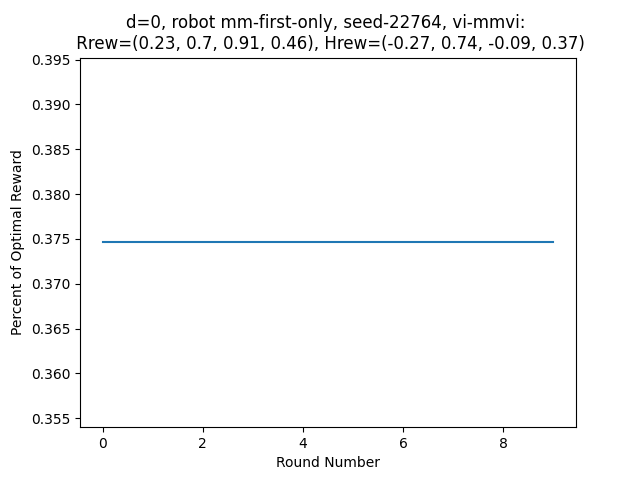 d=0, robot mm-first-only, seed-22764, vi-mmvi:
Rrew=(0.23, 0.7, 0.91, 0.46), Hrew=(-0.27, 0.74, -0.09, 0.37)
0.395
0.390
0.385
0.380
0.375
0.370
0.365
0.360
0.355
Percent of Optimal Reward
0 2 4 6 8
Round Number